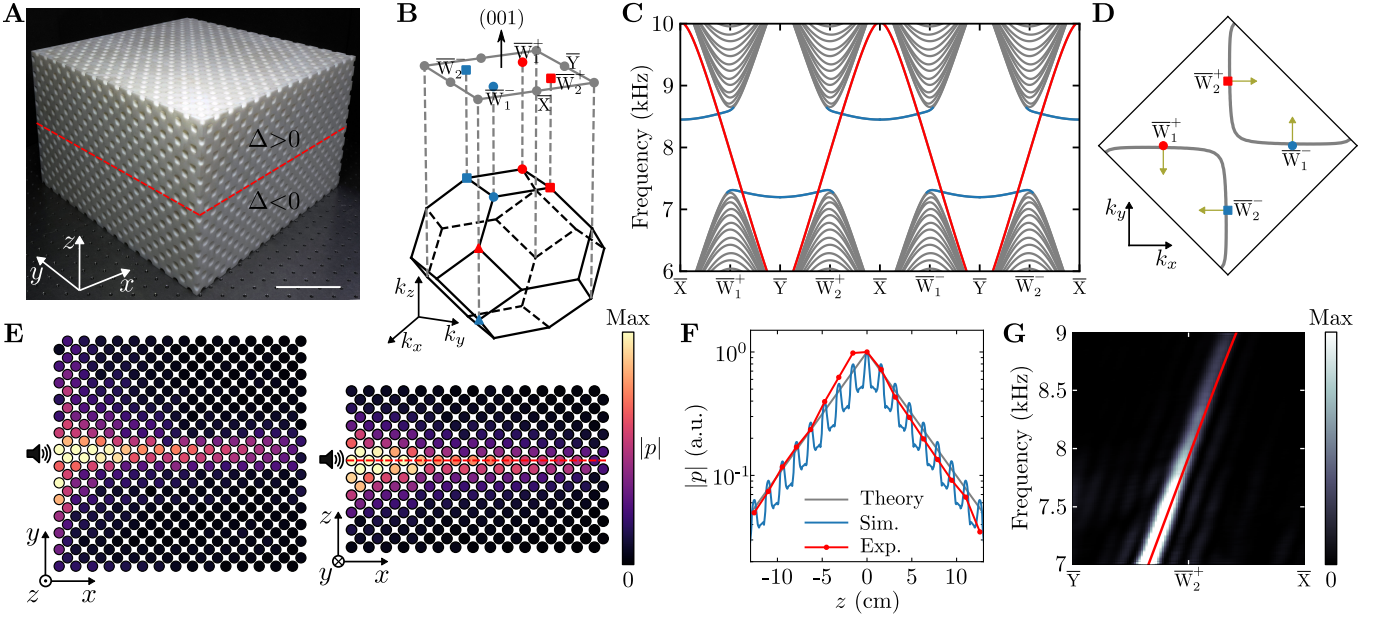 A
Δ>0
Δ<0
z
y
x
B
(001)
W̅₁⁺
Y̅
W̅₂⁻
W̅₂⁺
W̅₁⁻
X̅
k_z
k_x
k_y
C
Frequency (kHz)
10
9
8
7
6
X̅ W̅₁⁺ Y̅ W̅₂⁺ X̅ W̅₁⁻ Y̅ W̅₂⁻ X̅
D
W̅₂⁺
W̅₁⁺
W̅₁⁻
W̅₂⁻
k_y
k_x
E
y
z
x
z
y
x
Max
|p|
0
F
|p| (a.u.)
10⁰
10⁻¹
Theory
Sim.
Exp.
-10 -5 0 5 10
z (cm)
G
Frequency (kHz)
9
8.5
8
7.5
7
Y̅ W̅₂⁺ X̅
Max
0